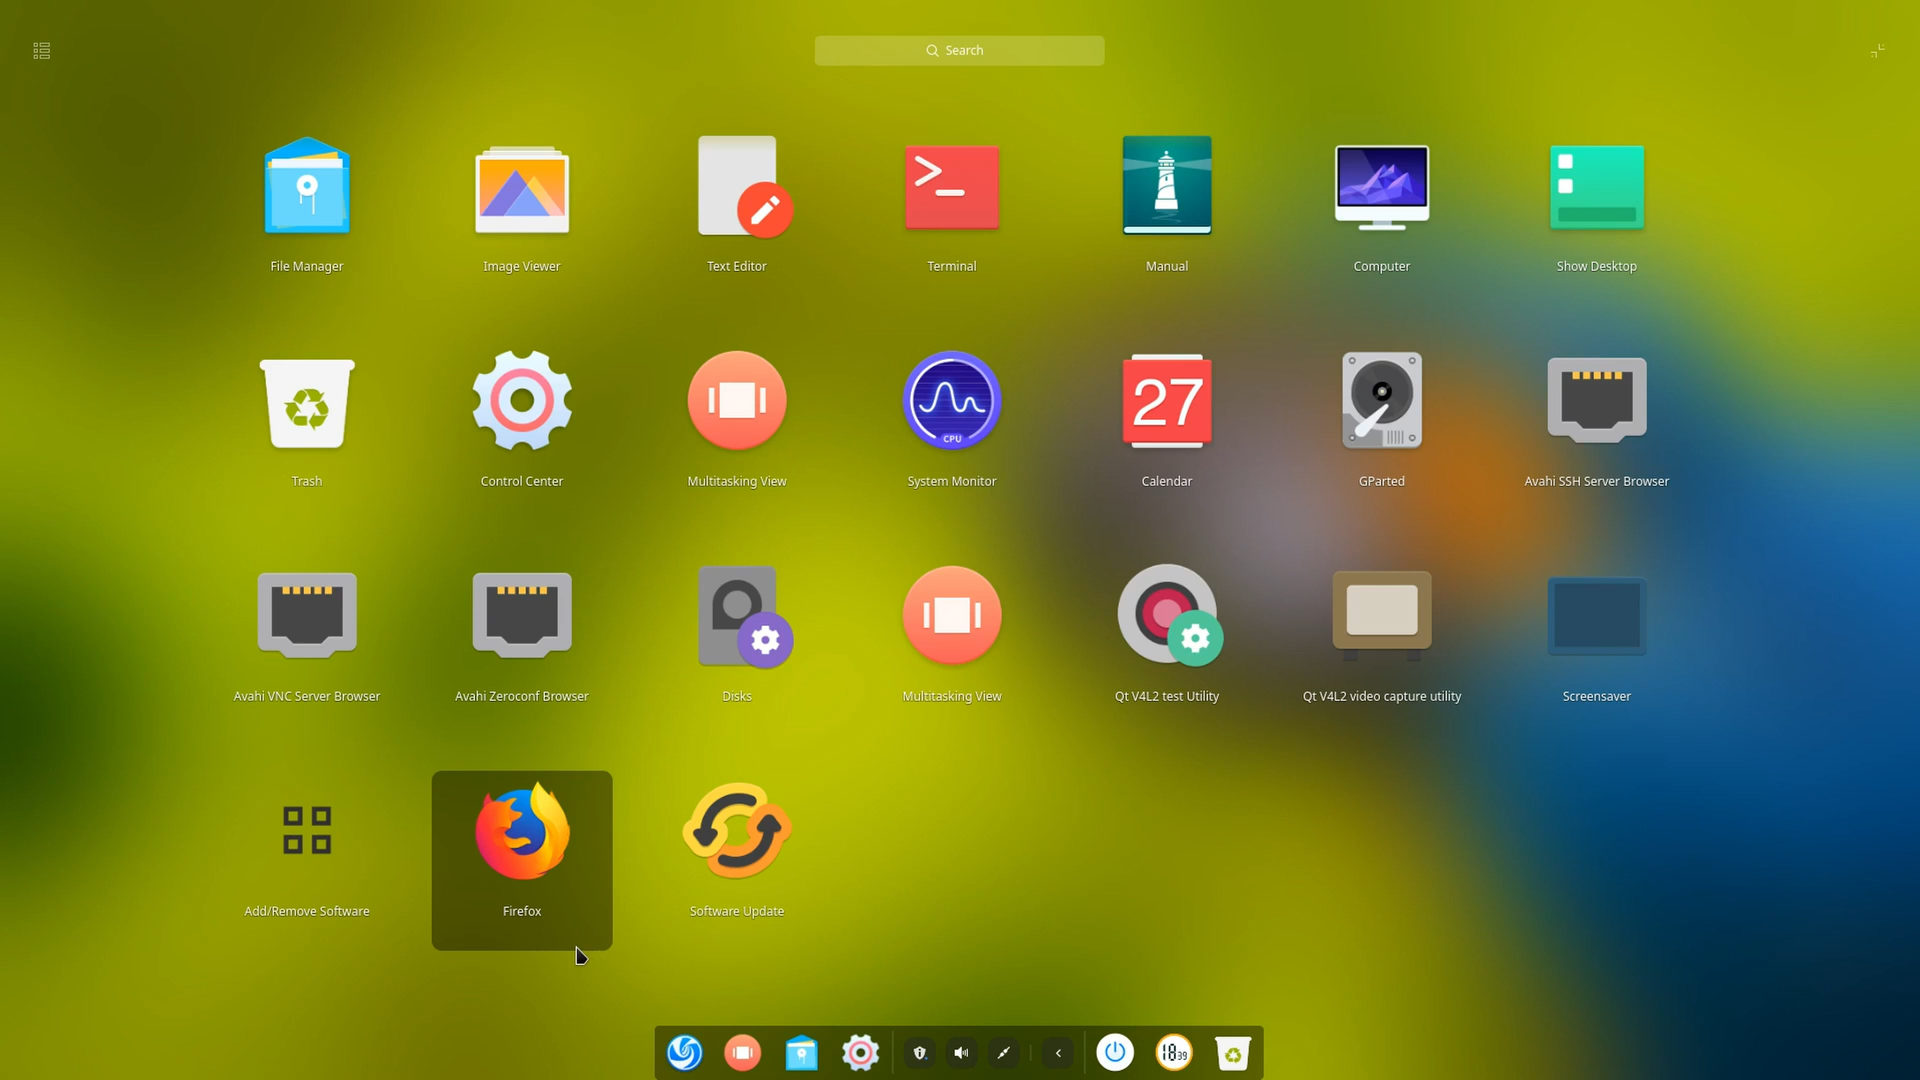 Search
File Manager
Image Viewer
Text Editor
Terminal
Manual
Computer
Show Desktop
Trash
Control Center
Multitasking View
CPU
System Monitor
27
Calendar
GParted
Avahi SSH Server Browser
Avahi VNC Server Browser
Avahi Zeroconf Browser
Disks
Multitasking View
Qt V4L2 test Utility
Qt V4L2 video capture utility
Screensaver
Add/Remove Software
Firefox
Software Update
18 39